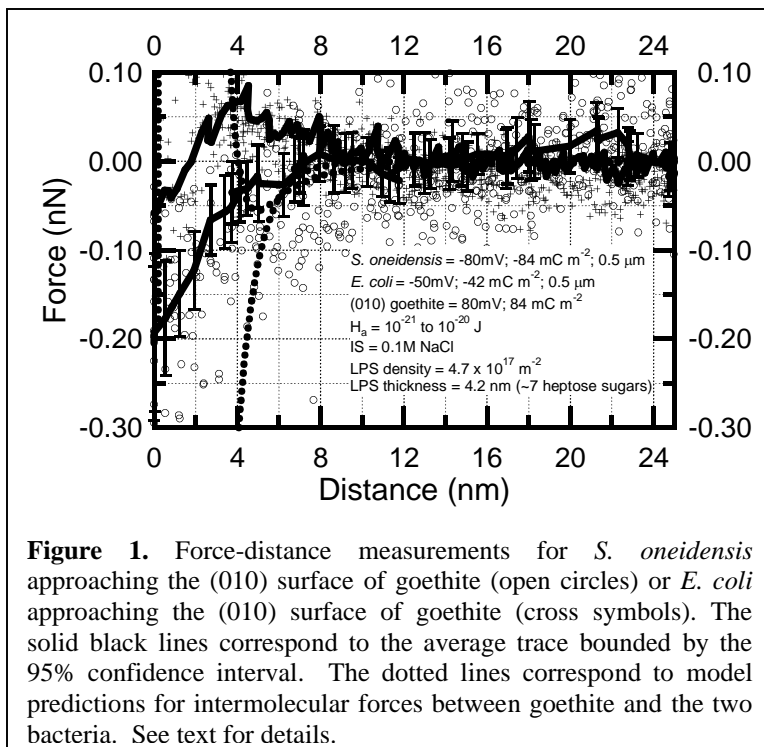 0 4 8 12 16 20 24
0.10 0.10
0.00 0.00
-0.10 -0.10
-0.20 -0.20
-0.30 -0.30
Force (nN)
S. oneidensis = -80mV; -84 mC m-2; 0.5 μm
E. coli = -50mV; -42 mC m-2; 0.5 μm
(010) goethite = 80mV; 84 mC m-2
Ha = 10-21 to 10-20 J
IS = 0.1M NaCl
LPS density = 4.7 x 1017 m-2
LPS thickness = 4.2 nm (~7 heptose sugars)
0 4 8 12 16 20 24
Distance (nm)
Figure 1. Force-distance measurements for S. oneidensis
approaching the (010) surface of goethite (open circles) or E. coli
approaching the (010) surface of goethite (cross symbols). The
solid black lines correspond to the average trace bounded by the
95% confidence interval. The dotted lines correspond to model
predictions for intermolecular forces between goethite and the two
bacteria. See text for details.